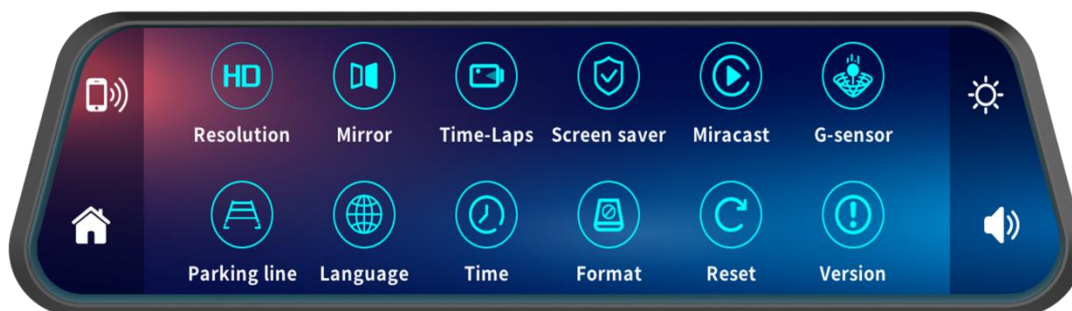 HD
Resolution Mirror Time-Laps Screen saver Miracast G-sensor
Parking line Language Time Format Reset Version